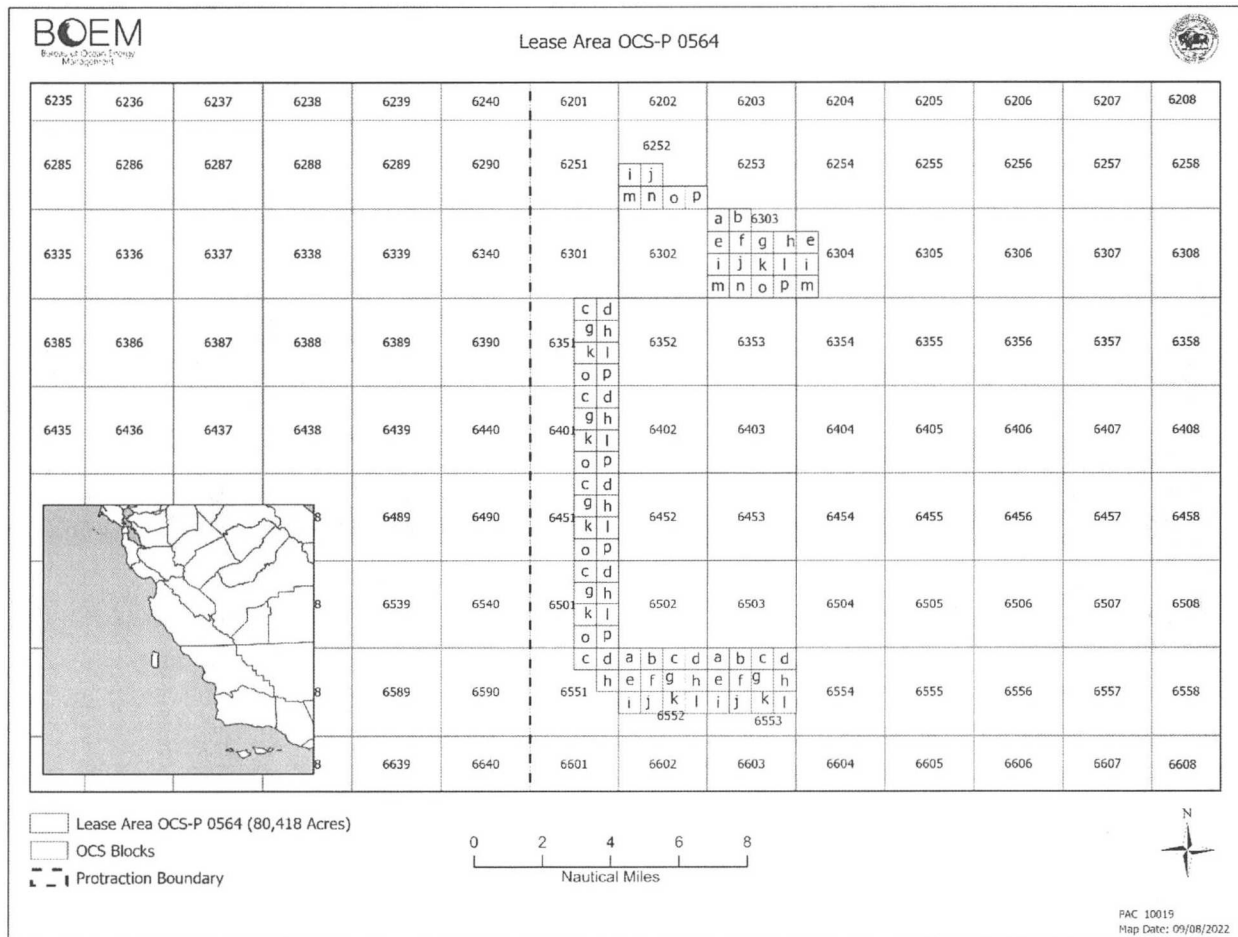 BOEM
Bureau of Ocean Energy
Management
Lease Area OCS-P 0564
6235 6236 6237 6238 6239 6240 6201 6202 6203 6204 6205 6206 6207 6208
6252
6285 6286 6287 6288 6289 6290 6251 6253 6254 6255 6256 6257 6258
i j
m n o p
a b 6303
e f g h e
6335 6336 6337 6338 6339 6340 6301 6302 6304 6305 6306 6307 6308
i j k l i
m n o p m
c d
g h
6385 6386 6387 6388 6389 6390 6351 6352 6353 6354 6355 6356 6357 6358
k l
o p
c d
g h
6435 6436 6437 6438 6439 6440 6401 6402 6403 6404 6405 6406 6407 6408
k l
o p
c d
g h
8 6489 6490 6451 6452 6453 6454 6455 6456 6457 6458
k l
o p
c d
g h
8 6539 6540 6501 6502 6503 6504 6505 6506 6507 6508
k l
o p
c d a b c d a b c d
h e f g h e f g h
8 6589 6590 6551 6554 6555 6556 6557 6558
i j k l i j k l
6552 6553
8 6639 6640 6601 6602 6603 6604 6605 6606 6607 6608
Lease Area OCS-P 0564 (80,418 Acres)
OCS Blocks
Protraction Boundary
0 2 4 6 8
Nautical Miles
N
PAC 10019
Map Date: 09/08/2022